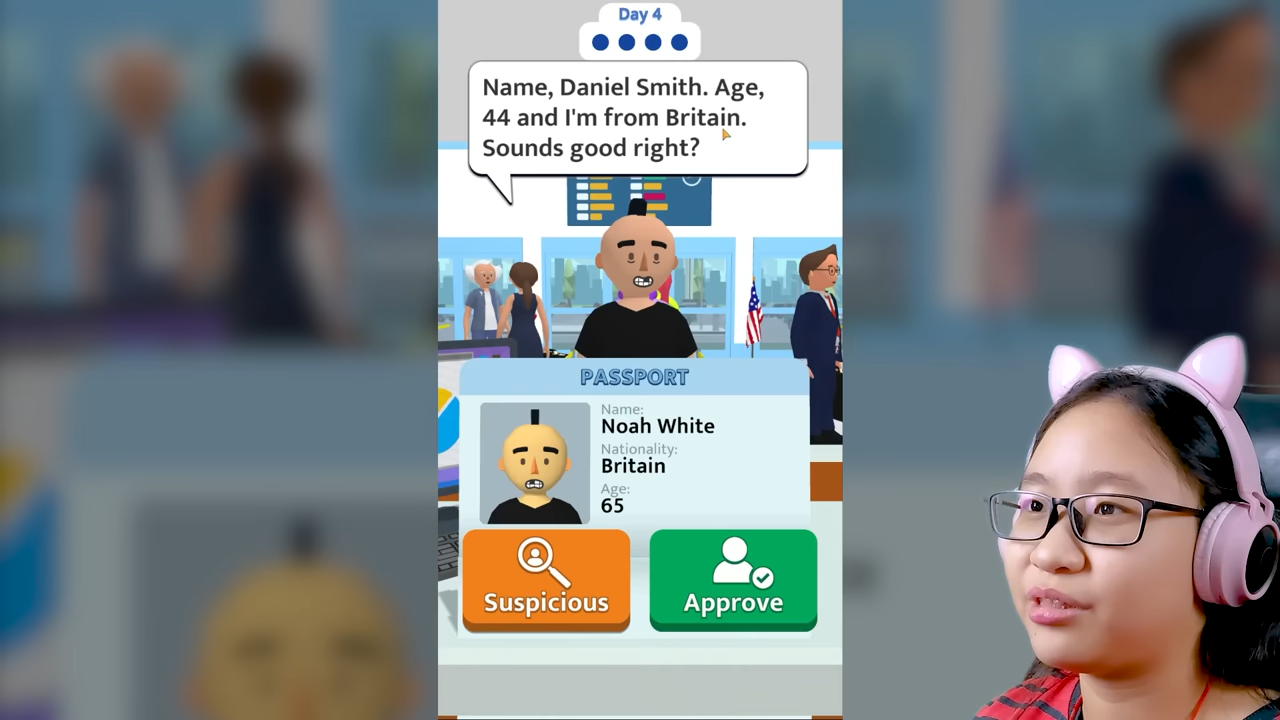 Day 4
Name, Daniel Smith. Age,
44 and I'm from Britain.
Sounds good right?
PASSPORT
Name:
Noah White
Nationality:
Britain
Age:
65
Suspicious
Approve